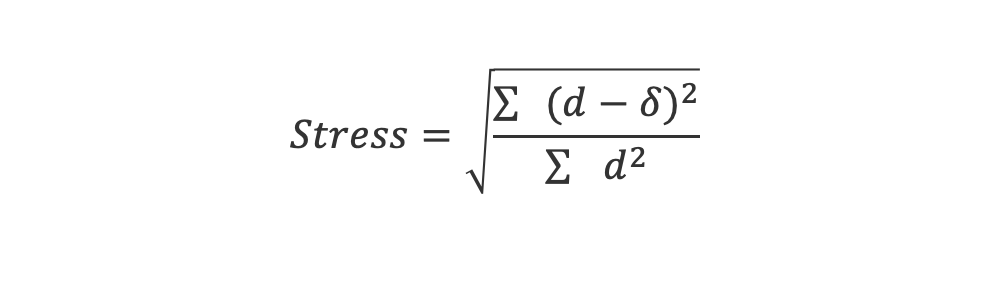 Stress = √(∑ (d − δ)² / ∑ d²)